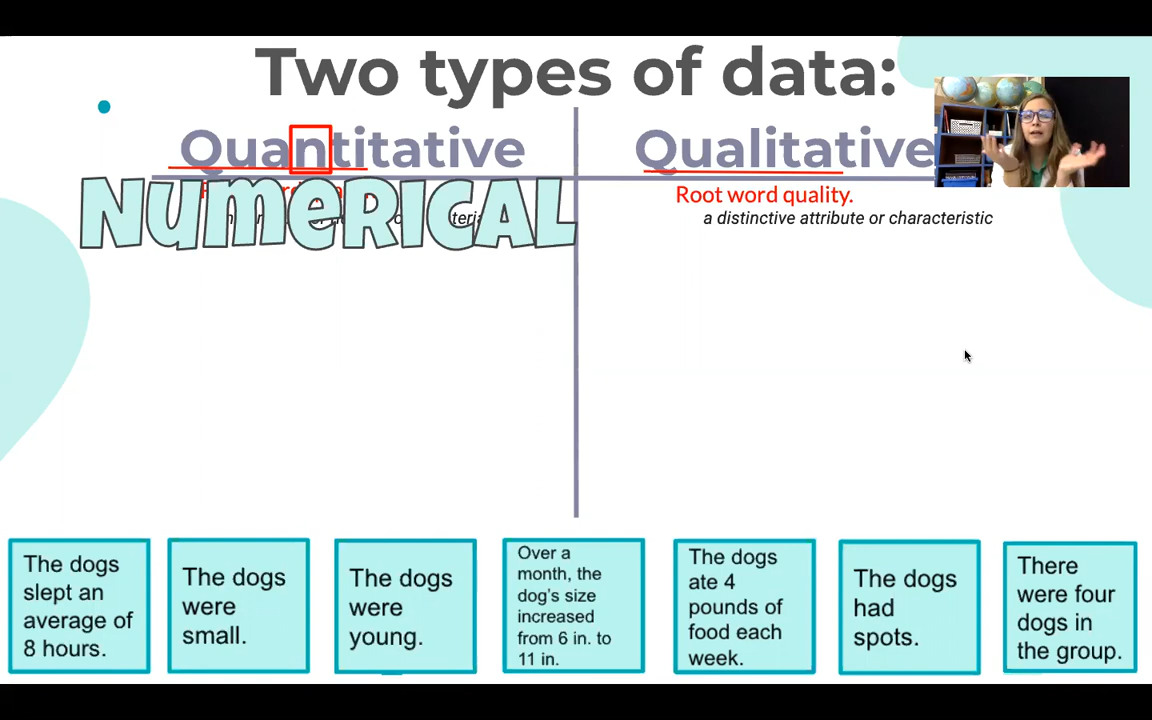 Two types of data:
Quantitative
Qualitative
NumeRICAL
Root word quality.
a distinctive attribute or characteristic
The dogs
slept an
average of
8 hours.
The dogs
were
small.
The dogs
were
young.
Over a
month, the
dog's size
increased
from 6 in. to
11 in.
The dogs
ate 4
pounds of
food each
week.
The dogs
had
spots.
There
were four
dogs in
the group.